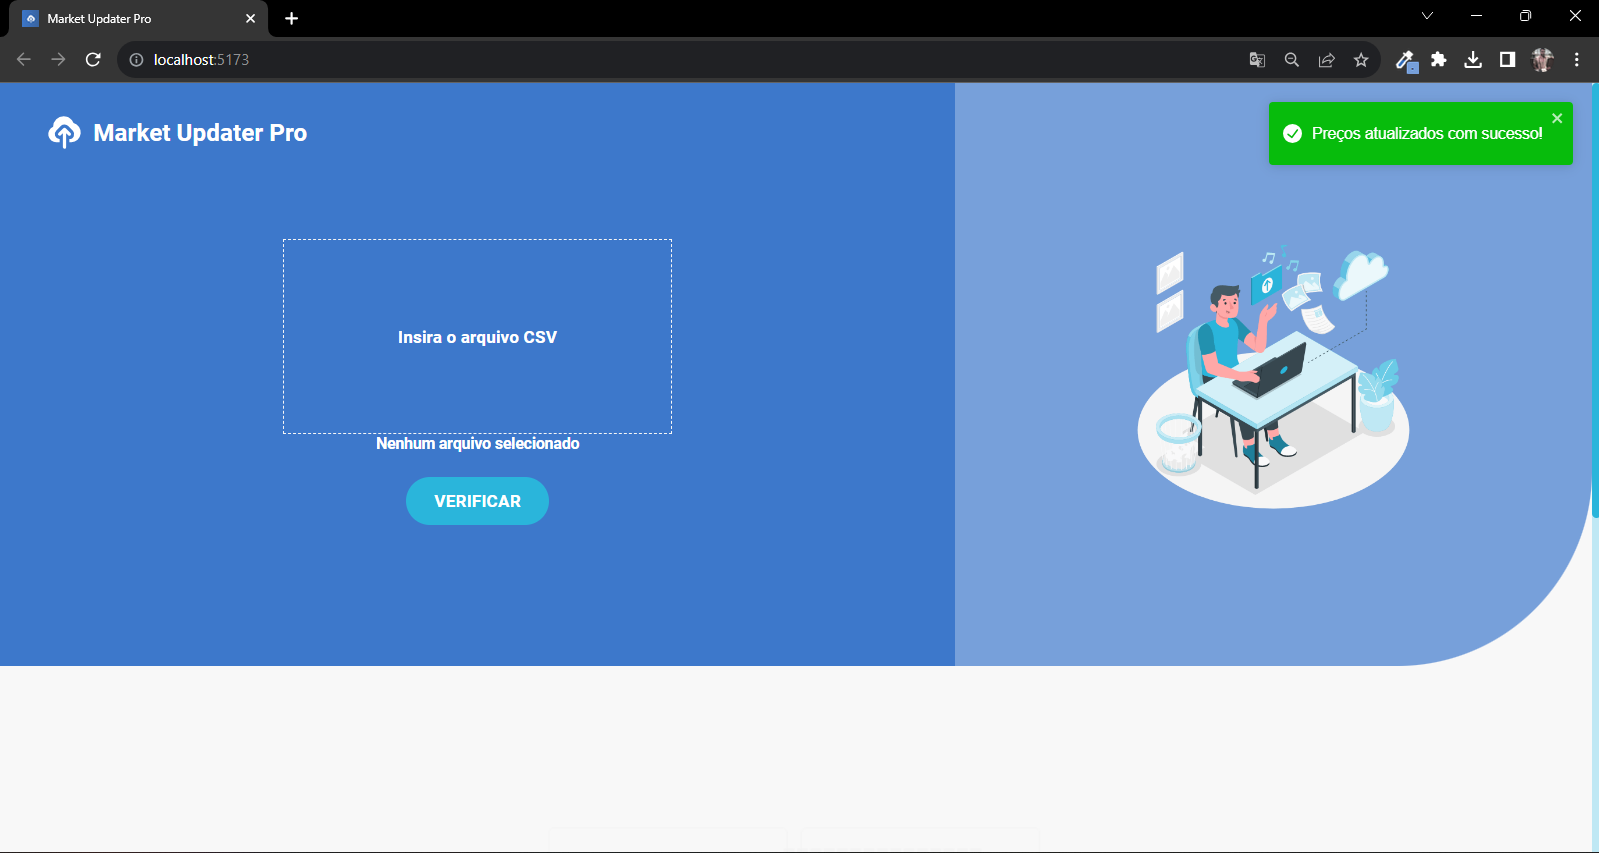 Market Updater Pro
localhost:5173
Market Updater Pro
Preços atualizados com sucesso!
Insira o arquivo CSV
Nenhum arquivo selecionado
VERIFICAR